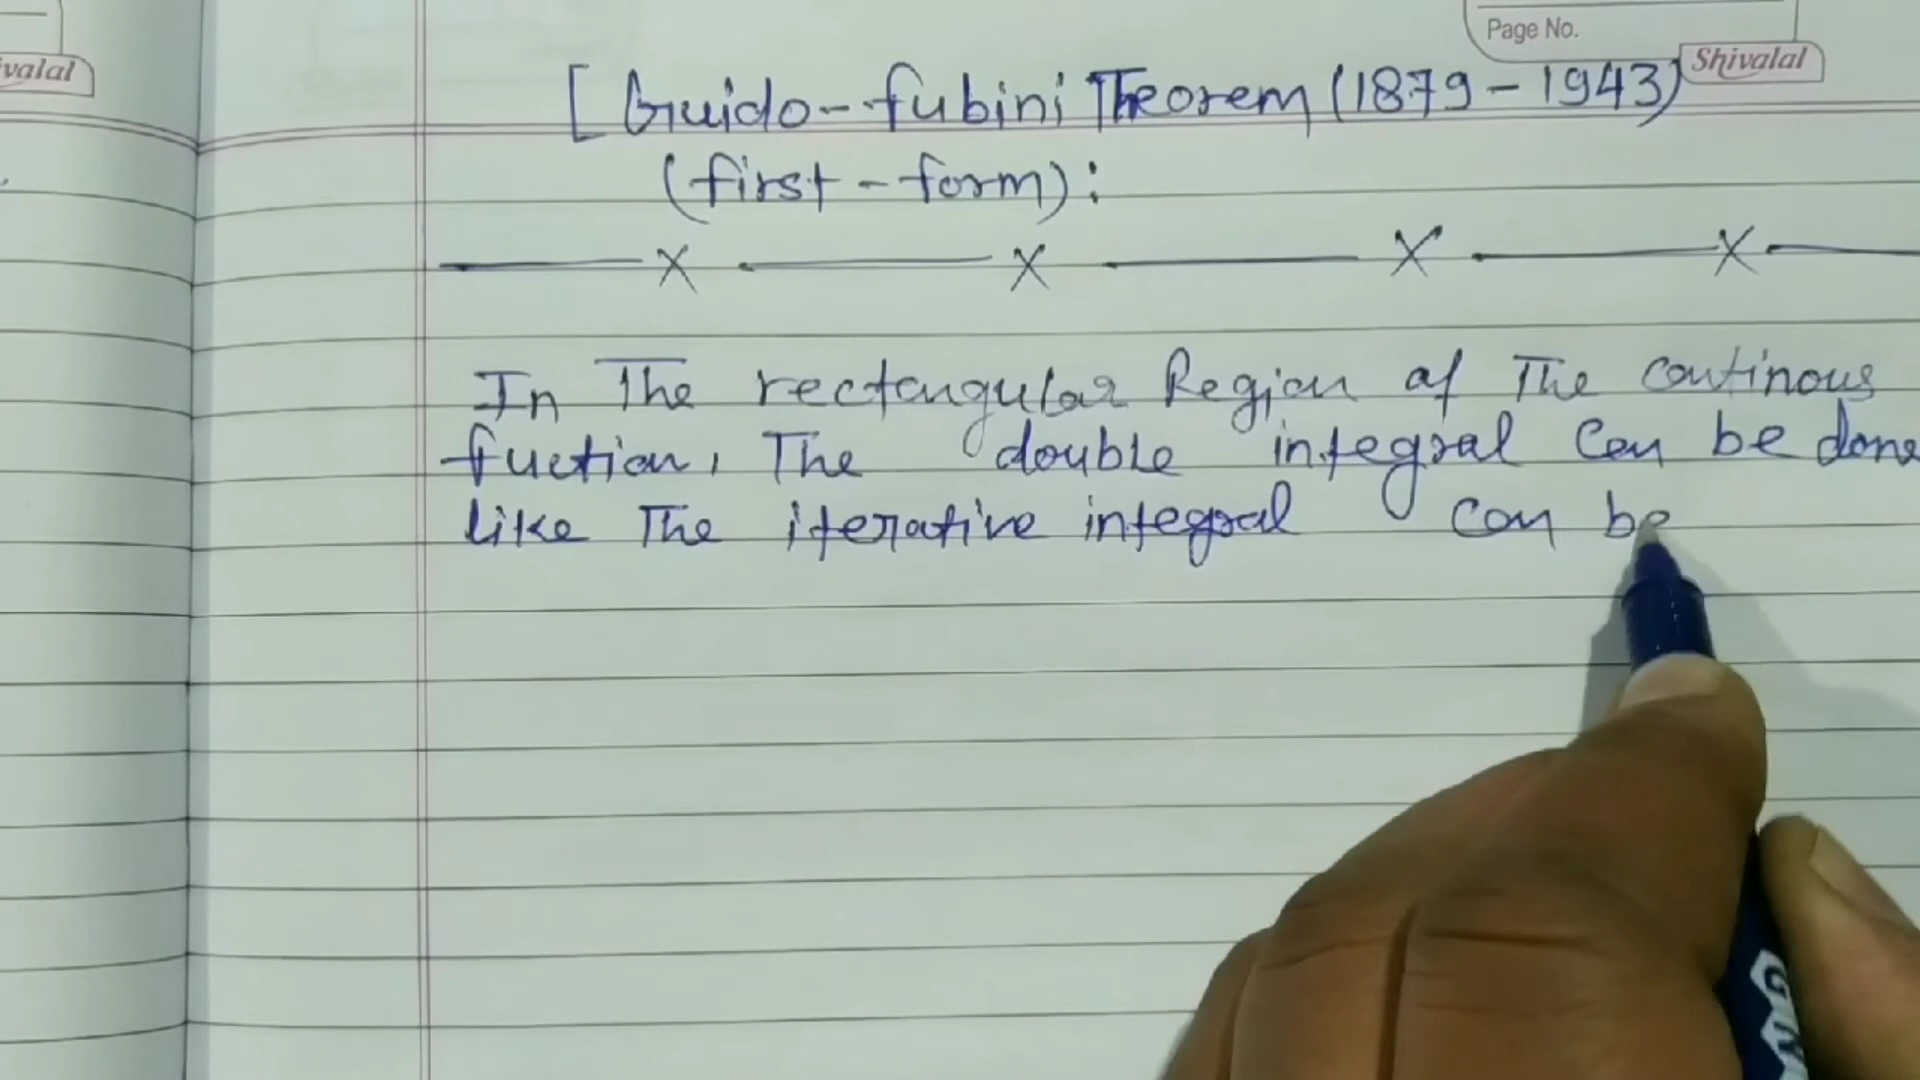 Page No.
valal
Shivalal
[ Guido-fubini Theorem (1879-1943)
(first-form):
In The rectangular Region of The continous
fuction, The double integral can be done
like The iterative integral can be